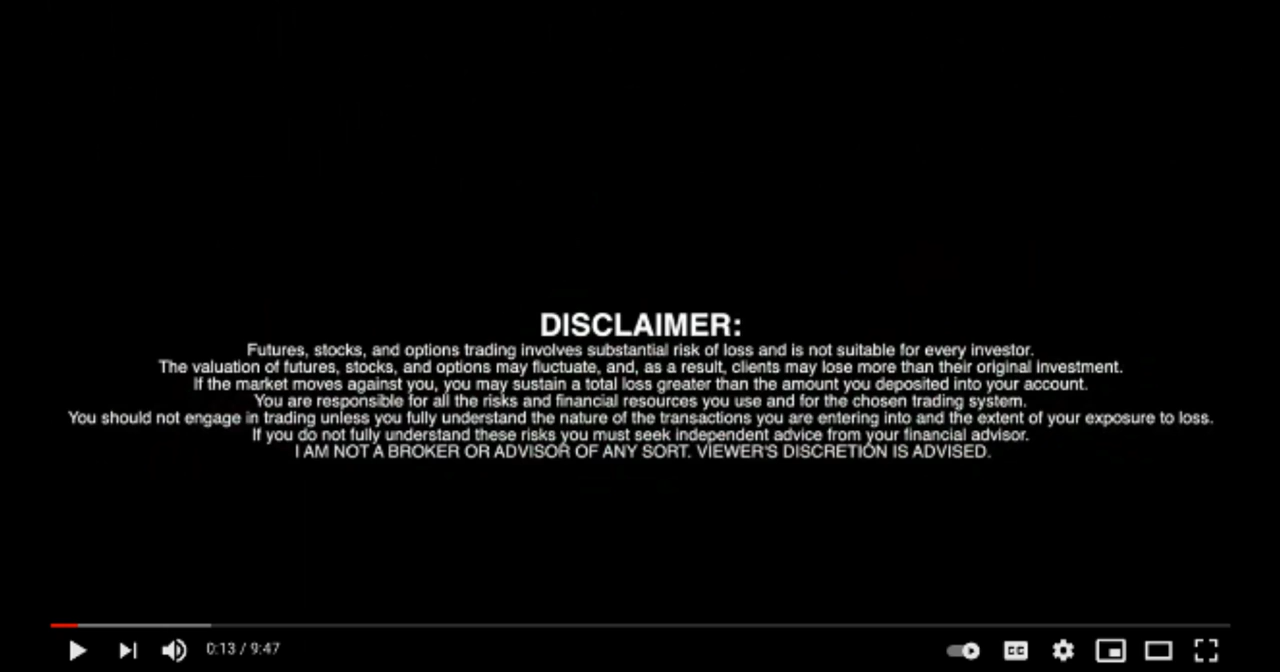 DISCLAIMER:
Futures, stocks, and options trading involves substantial risk of loss and is not suitable for every investor.
The valuation of futures, stocks, and options may fluctuate, and, as a result, clients may lose more than their original investment.
If the market moves against you, you may sustain a total loss greater than the amount you deposited into your account.
You are responsible for all the risks and financial resources you use and for the chosen trading system.
You should not engage in trading unless you fully understand the nature of the transactions you are entering into and the extent of your exposure to loss.
If you do not fully understand these risks you must seek independent advice from your financial advisor.
I AM NOT A BROKER OR ADVISOR OF ANY SORT. VIEWER'S DISCRETION IS ADVISED.
0:13 / 9:47 CC